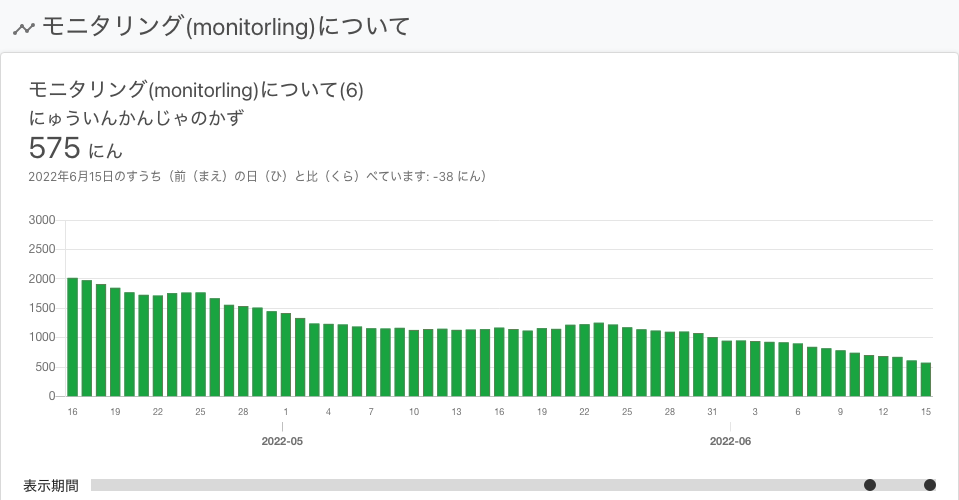 モニタリング(monitorling)について
モニタリング(monitorling)について(6)
にゅういんかんじゃのかず
575 にん
2022年6月15日のすうち（前（まえ）の日（ひ）と比（くら）べています: -38 にん）
3000
2500
2000
1500
1000
500
0
16 19 22 25 28 1 4 7 10 13 16 19 22 25 28 31 3 6 9 12 15
2022-05 2022-06
表示期間